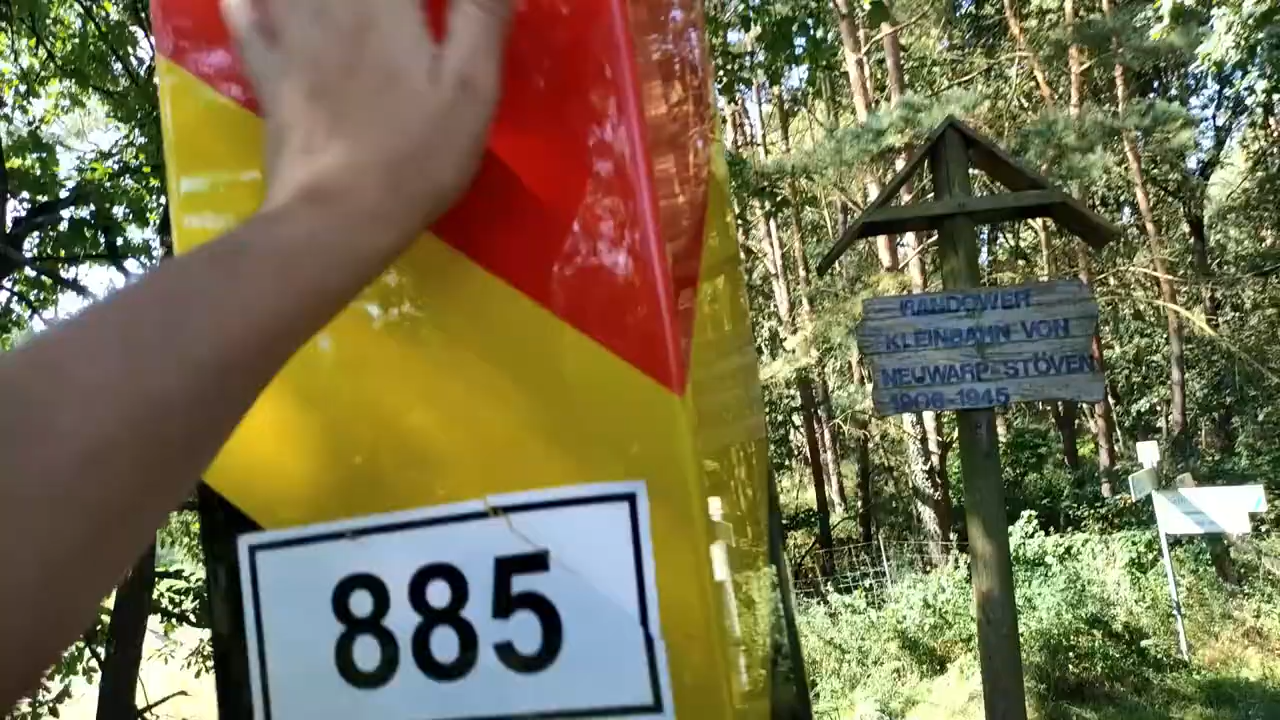 885
RANDOWER
KLEINBAHN VON
NEUWARP-STÖVEN
1906-1945